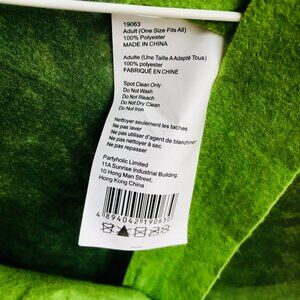 19063
Adult (One Size Fits All)
100% Polyester
MADE IN CHINA
Adulte (Une Taille A Adapté Tous)
100% polyester
FABRIQUÉ EN CHINE
Spot Clean Only
Do Not Wash
Do Not Bleach
Do Not Dry Clean
Do Not Iron
Nettoyer seulement les taches
Ne pas laver
Ne pas utiliser d'agent de blanchiment
Ne pas nettoyer à sec
Ne pas repasser
Partyholic Limited
11A Sunrise Industrial Building,
10 Hong Man Street,
Hong Kong China
4 894042 19063